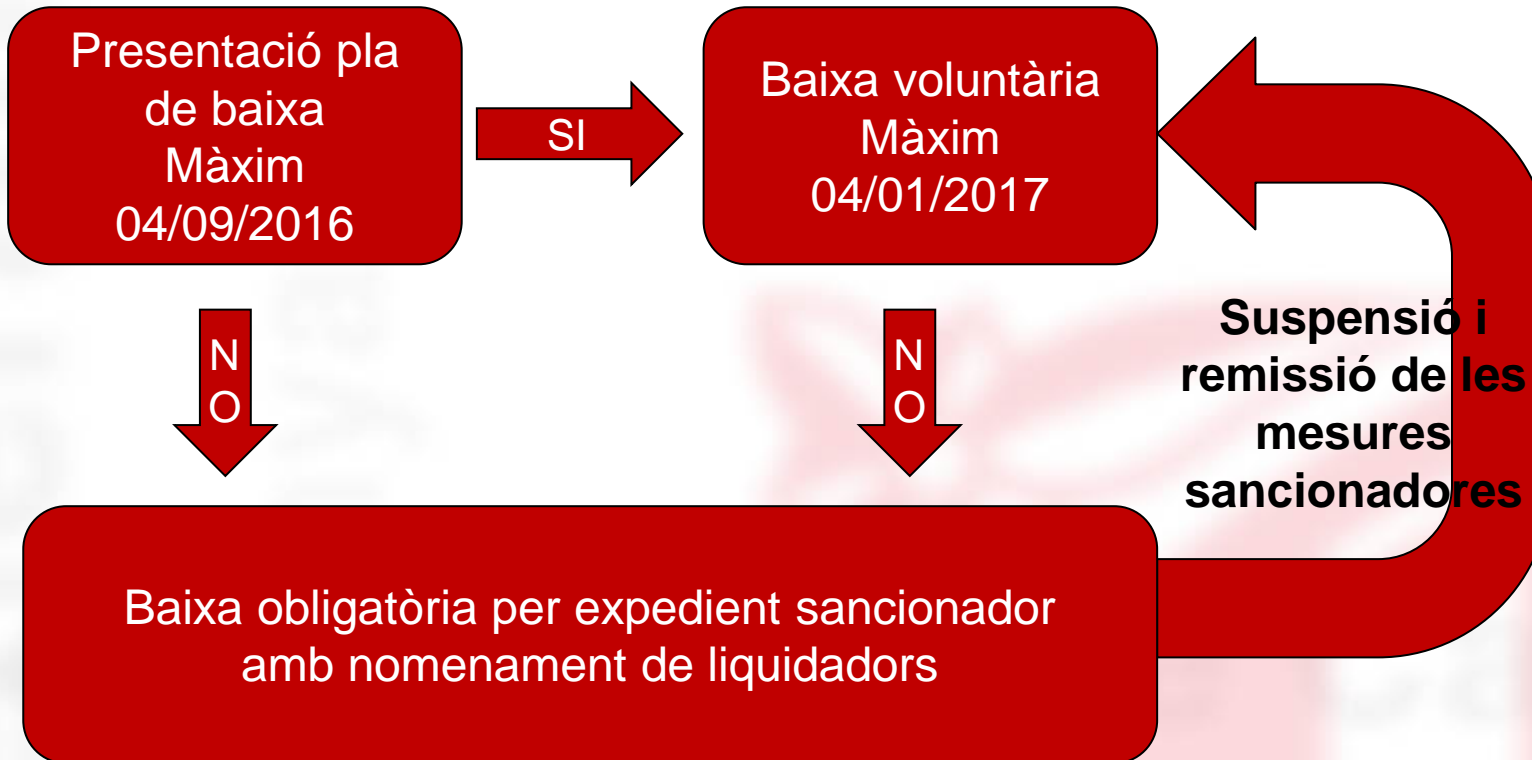 Presentació pla
de baixa
Màxim
04/09/2016
SI
Baixa voluntària
Màxim
04/01/2017
N
O
N
O
Suspensió i
remissió de les
mesures
sancionadores
Baixa obligatòria per expedient sancionador
amb nomenament de liquidadors